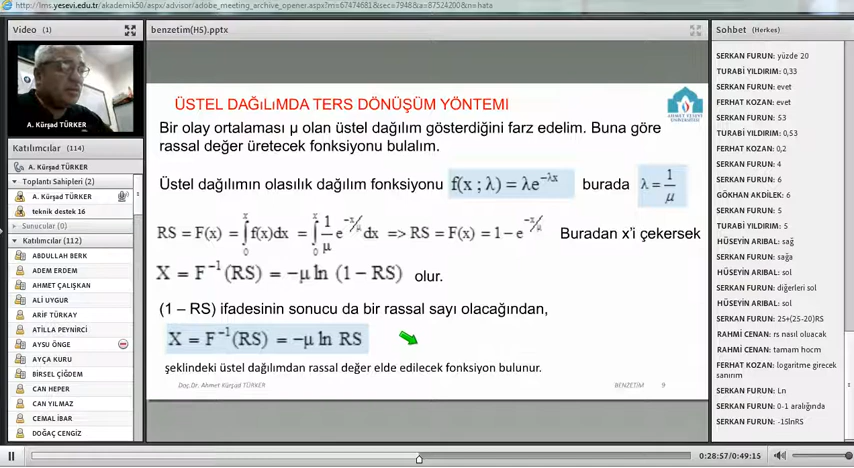 http://lms.yesevi.edu.tr/akademik50/aspx/advisor/adobe_meeting_archive_opener.aspx?m=67474681&sec=7948&a=87524200&n=hata
Video (1)
A. Kürşad TÜRKER
Katılımcılar (114)
A. Kürşad TÜRKER
Toplantı Sahipleri (2)
A. Kürşad TÜRKER
teknik destek 16
Sunucular (0)
Katılımcılar (112)
ABDULLAH BERK
ADEM ERDEM
AHMET ÇALIŞKAN
ALİ UYGUR
ARİF TÜRKAY
ATİLLA PEYNİRCİ
AYSU ÖNGE
AYÇA KURU
BİRSEL ÇİĞDEM
CAN HEPER
CAN YILMAZ
CEMAL İBAR
DOĞAÇ CENGİZ
benzetim(H5).pptx
ÜSTEL DAĞıLıMDA TERS DÖNÜŞÜM YÖNTEMI
AHMET YESEVİ
ÜNİVERSİTESİ
Bir olay ortalaması μ olan üstel dağılım gösterdiğini farz edelim. Buna göre
rassal değer üretecek fonksiyonu bulalım.
Üstel dağılımın olasılık dağılım fonksiyonu f(x ; λ) = λe^{-λx} burada λ = 1/μ
RS = F(x) = ∫₀ˣ f(x)dx = ∫₀ˣ 1/μ e^{-x/μ} dx => RS = F(x) = 1 - e^{-x/μ} Buradan x'i çekersek
X = F⁻¹(RS) = -μ ln (1 - RS) olur.
(1 – RS) ifadesinin sonucu da bir rassal sayı olacağından,
X = F⁻¹(RS) = -μ ln RS
şeklindeki üstel dağılımdan rassal değer elde edilecek fonksiyon bulunur.
Doç.Dr. Ahmet Kürşad TÜRKER BENZETİM 9
Sohbet (Herkes)
SERKAN FURUN: yüzde 20
TURABİ YILDIRIM: 0,33
SERKAN FURUN: evet
FERHAT KOZAN: evet
SERKAN FURUN: 53
TURABİ YILDIRIM: 0,53
FERHAT KOZAN: 0,2
SERKAN FURUN: 4
SERKAN FURUN: 6
GÖKHAN AKDİLEK: 6
SERKAN FURUN: 5
TURABİ YILDIRIM: 5
HÜSEYİN ARIBAL: sağ
SERKAN FURUN: sağa
HÜSEYİN ARIBAL: sol
SERKAN FURUN: diğerleri sol
HÜSEYİN ARIBAL: sol
SERKAN FURUN: 25+(25-20)RS
RAHMİ CENAN: rs nasıl oluacak
RAHMİ CENAN: tamam hocm
FERHAT KOZAN: logaritme girecek
sanırım
SERKAN FURUN: Ln
SERKAN FURUN: 0-1 aralığında
SERKAN FURUN: -15lnRS
0:28:57/0:49:15